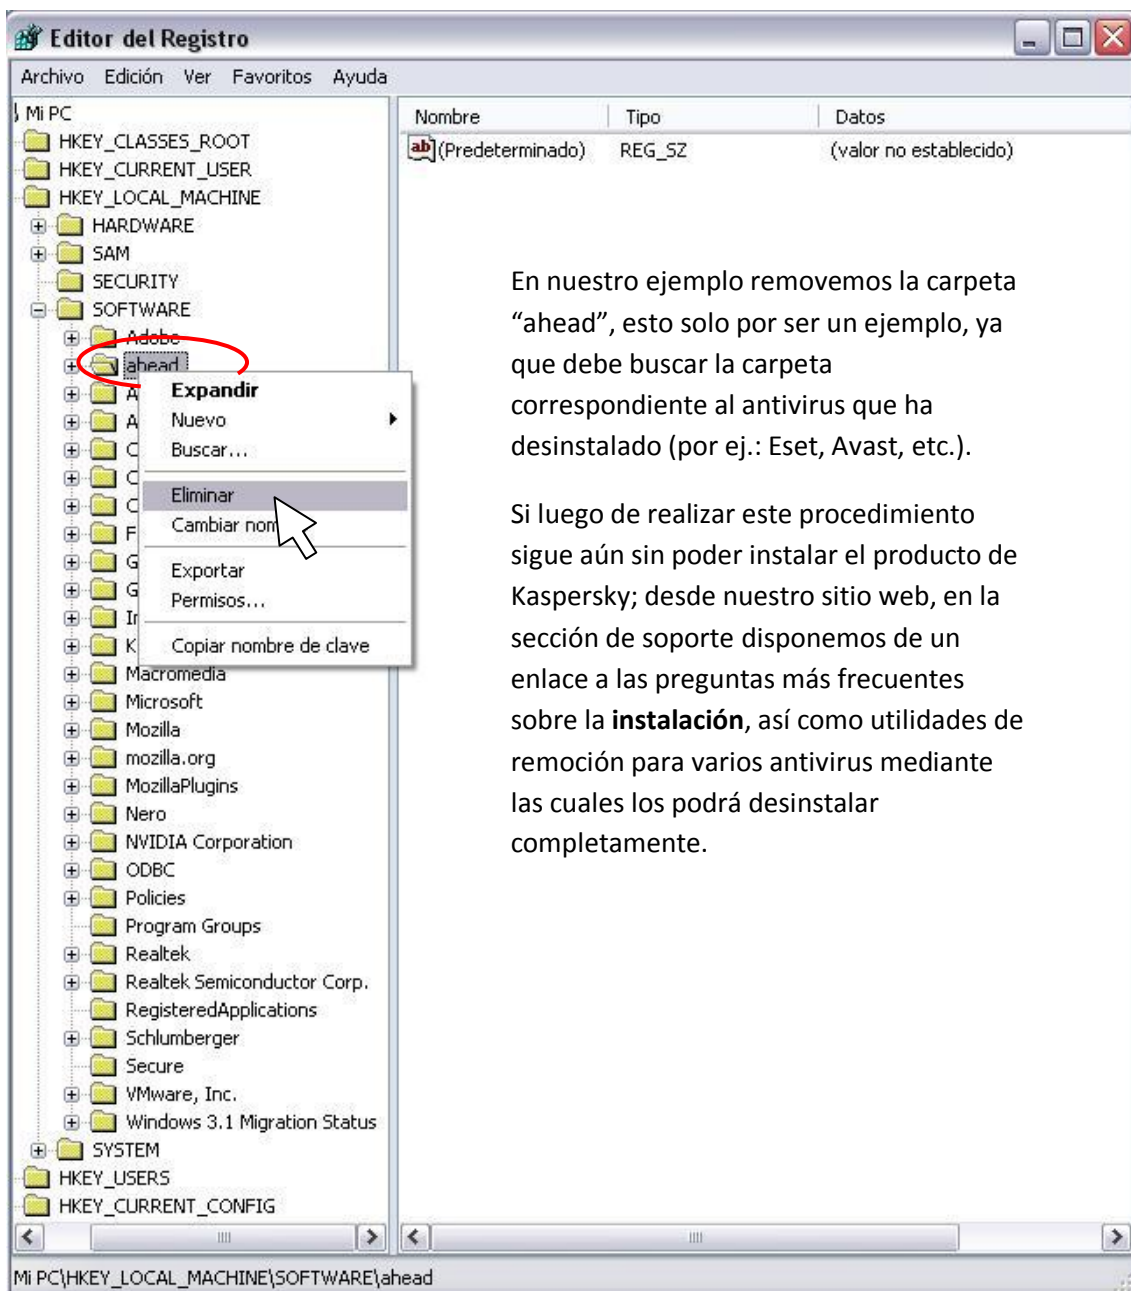 Editor del Registro
Archivo Edición Ver Favoritos Ayuda
Mi PC
HKEY_CLASSES_ROOT
HKEY_CURRENT_USER
HKEY_LOCAL_MACHINE
HARDWARE
SAM
SECURITY
SOFTWARE
Adobe
ahead
A
A
C
C
C
F
G
G
Ir
K
Macromedia
Microsoft
Mozilla
mozilla.org
MozillaPlugins
Nero
NVIDIA Corporation
ODBC
Policies
Program Groups
Realtek
Realtek Semiconductor Corp.
RegisteredApplications
Schlumberger
Secure
VMware, Inc.
Windows 3.1 Migration Status
SYSTEM
HKEY_USERS
HKEY_CURRENT_CONFIG
Expandir
Nuevo
Buscar...
Eliminar
Cambiar nom
Exportar
Permisos...
Copiar nombre de clave
Nombre Tipo Datos
ab (Predeterminado) REG_SZ (valor no establecido)
En nuestro ejemplo removemos la carpeta
“ahead”, esto solo por ser un ejemplo, ya
que debe buscar la carpeta
correspondiente al antivirus que ha
desinstalado (por ej.: Eset, Avast, etc.).
Si luego de realizar este procedimiento
sigue aún sin poder instalar el producto de
Kaspersky; desde nuestro sitio web, en la
sección de soporte disponemos de un
enlace a las preguntas más frecuentes
sobre la instalación, así como utilidades de
remoción para varios antivirus mediante
las cuales los podrá desinstalar
completamente.
Mi PC\HKEY_LOCAL_MACHINE\SOFTWARE\ahead